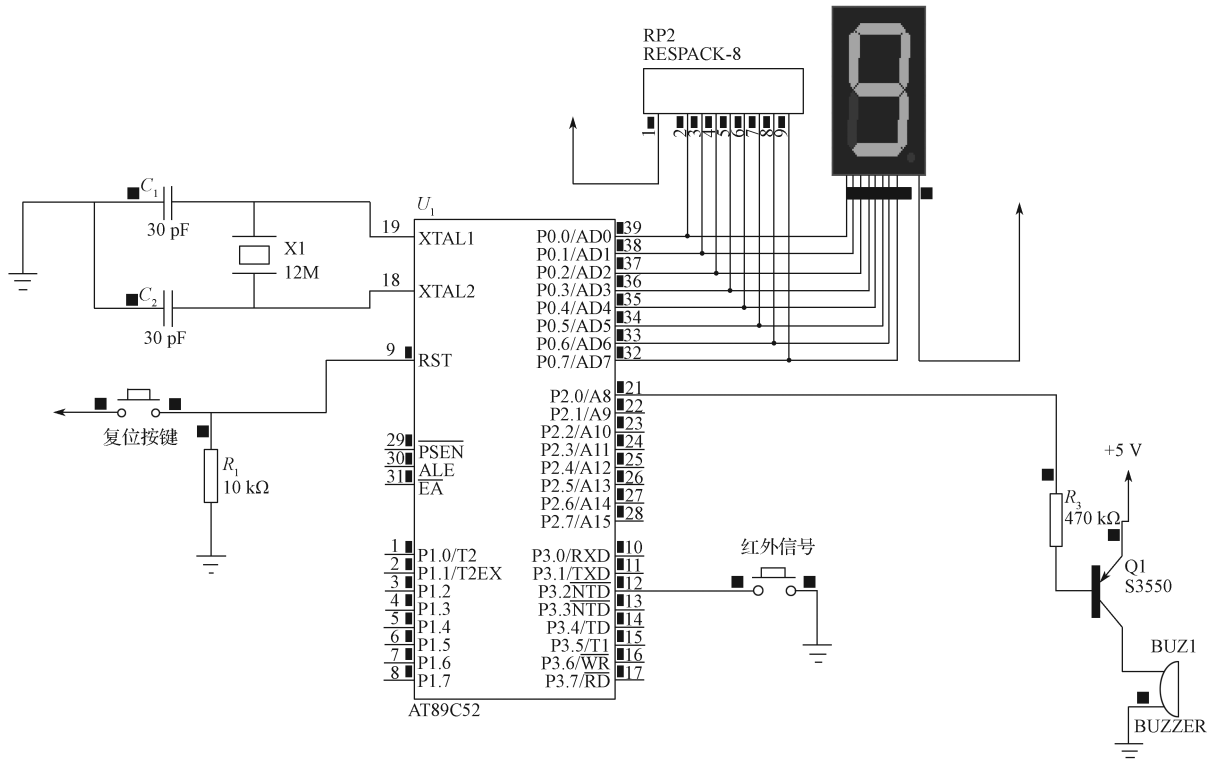 RP2
RESPACK-8
1
2
3
4
5
6
7
8
9
C1
30 pF
X1
12M
C2
30 pF
U1
19
XTAL1
18
XTAL2
9
RST
复位按键
R1
10 kΩ
29
PSEN
30
ALE
31
EA
1
P1.0/T2
2
P1.1/T2EX
3
P1.2
4
P1.3
5
P1.4
6
P1.5
7
P1.6
8
P1.7
AT89C52
P0.0/AD0
39
P0.1/AD1
38
P0.2/AD2
37
P0.3/AD3
36
P0.4/AD4
35
P0.5/AD5
34
P0.6/AD6
33
P0.7/AD7
32
P2.0/A8
21
P2.1/A9
22
P2.2/A10
23
P2.3/A11
24
P2.4/A12
25
P2.5/A13
26
P2.6/A14
27
P2.7/A15
28
P3.0/RXD
10
P3.1/TXD
11
P3.2NTD
12
P3.3NTD
13
P3.4/TD
14
P3.5/T1
15
P3.6/WR
16
P3.7/RD
17
红外信号
+5 V
R3
470 kΩ
Q1
S3550
BUZ1
BUZZER
9